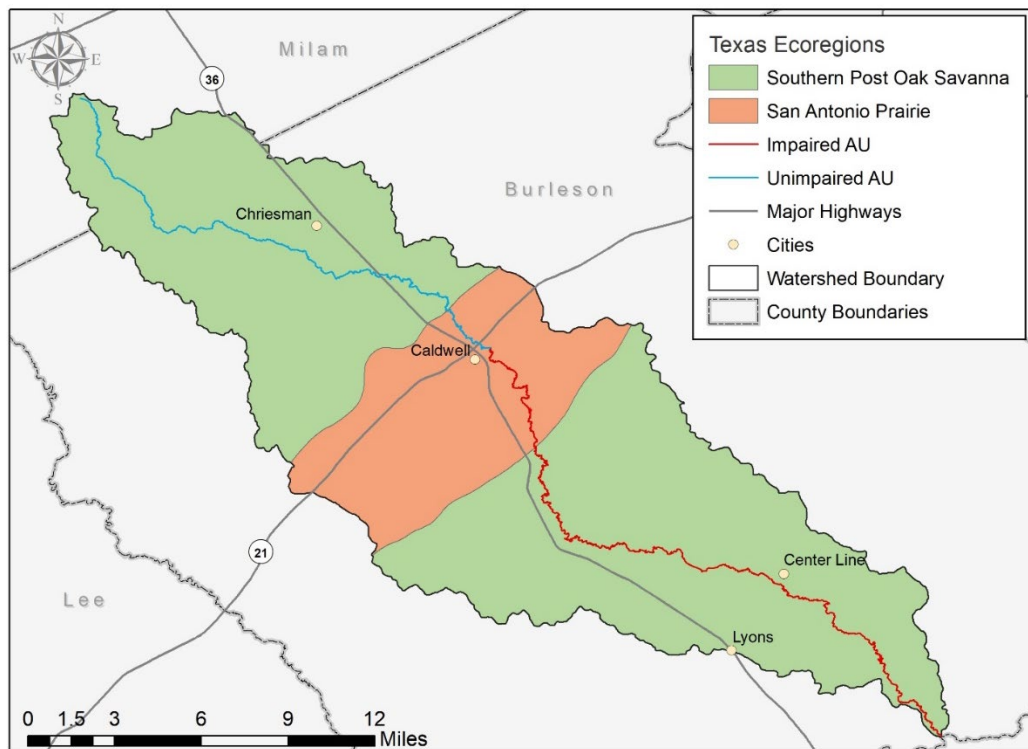 N
W E
S
36
Milam
Burleson
Chriesman
Caldwell
21
Lee
Center Line
Lyons
0 1.5 3 6 9 12
Miles
Texas Ecoregions
Southern Post Oak Savanna
San Antonio Prairie
Impaired AU
Unimpaired AU
Major Highways
Cities
Watershed Boundary
County Boundaries